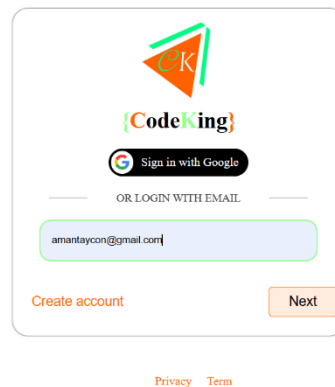 CK
{CodeKing}
Sign in with Google
OR LOGIN WITH EMAIL
amantaycon@gmail.com
Create account Next
Privacy Term